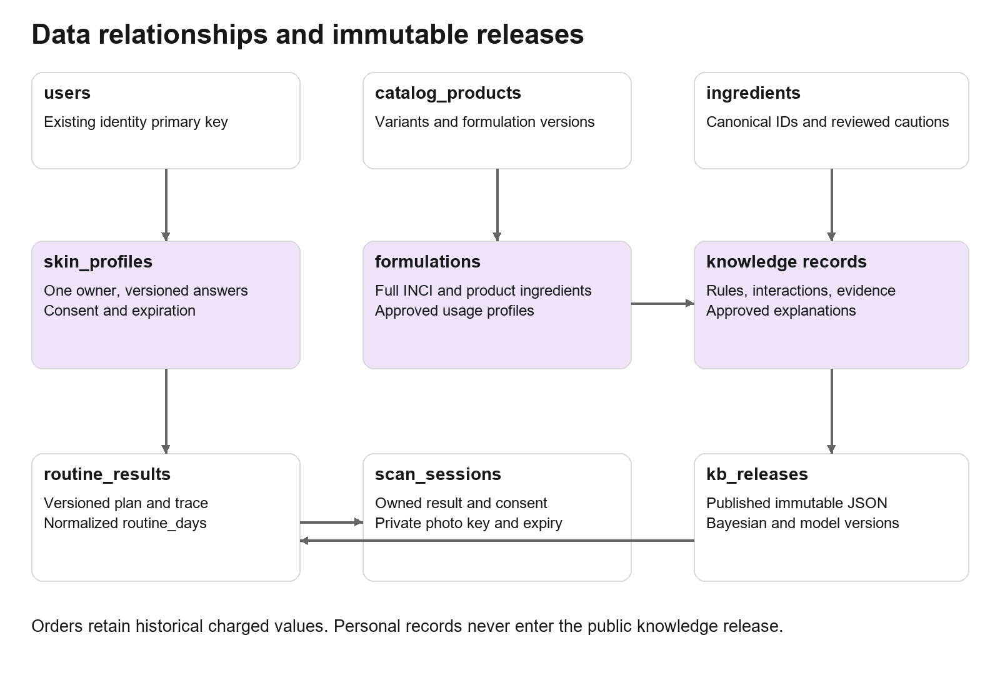 Data relationships and immutable releases
users
Existing identity primary key
catalog_products
Variants and formulation versions
ingredients
Canonical IDs and reviewed cautions
skin_profiles
One owner, versioned answers
Consent and expiration
formulations
Full INCI and product ingredients
Approved usage profiles
knowledge records
Rules, interactions, evidence
Approved explanations
routine_results
Versioned plan and trace
Normalized routine_days
scan_sessions
Owned result and consent
Private photo key and expiry
kb_releases
Published immutable JSON
Bayesian and model versions
Orders retain historical charged values. Personal records never enter the public knowledge release.